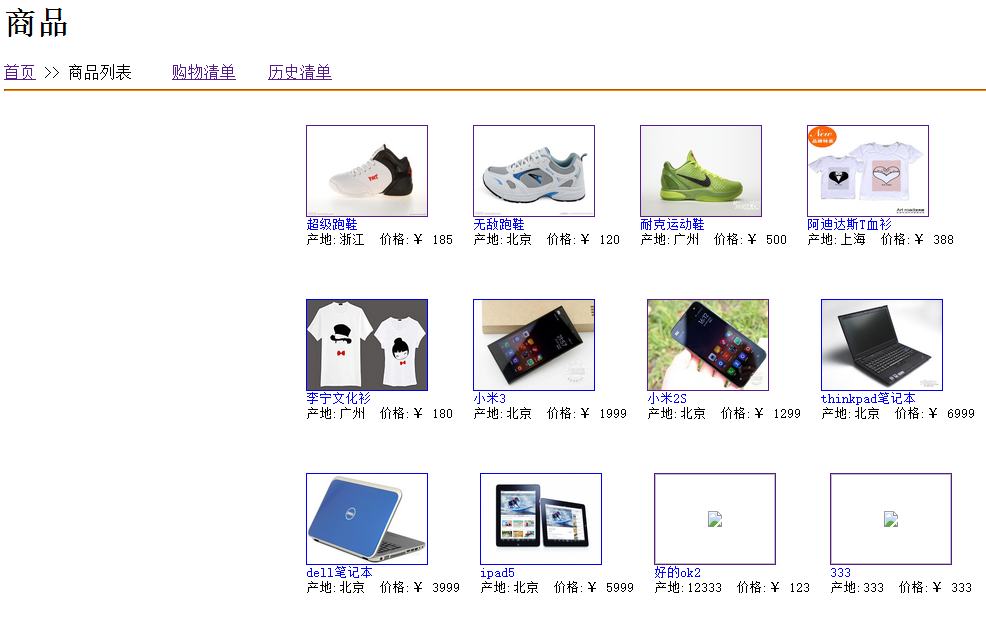 商品
首页 >> 商品列表 购物清单 历史清单
New
超级跑鞋 无敌跑鞋 耐克运动鞋 阿迪达斯T血衫
产地:浙江 价格:¥ 185 产地:北京 价格:¥ 120 产地:广州 价格:¥ 500 产地:上海 价格:¥ 388
李宁文化衫 小米3 小米2S thinkpad笔记本
产地:广州 价格:¥ 180 产地:北京 价格:¥ 1999 产地:北京 价格:¥ 1299 产地:北京 价格:¥ 6999
dell笔记本 ipad5 好的ok2 333
产地:北京 价格:¥ 3999 产地:北京 价格:¥ 5999 产地:12333 价格:¥ 123 产地:333 价格:¥ 333